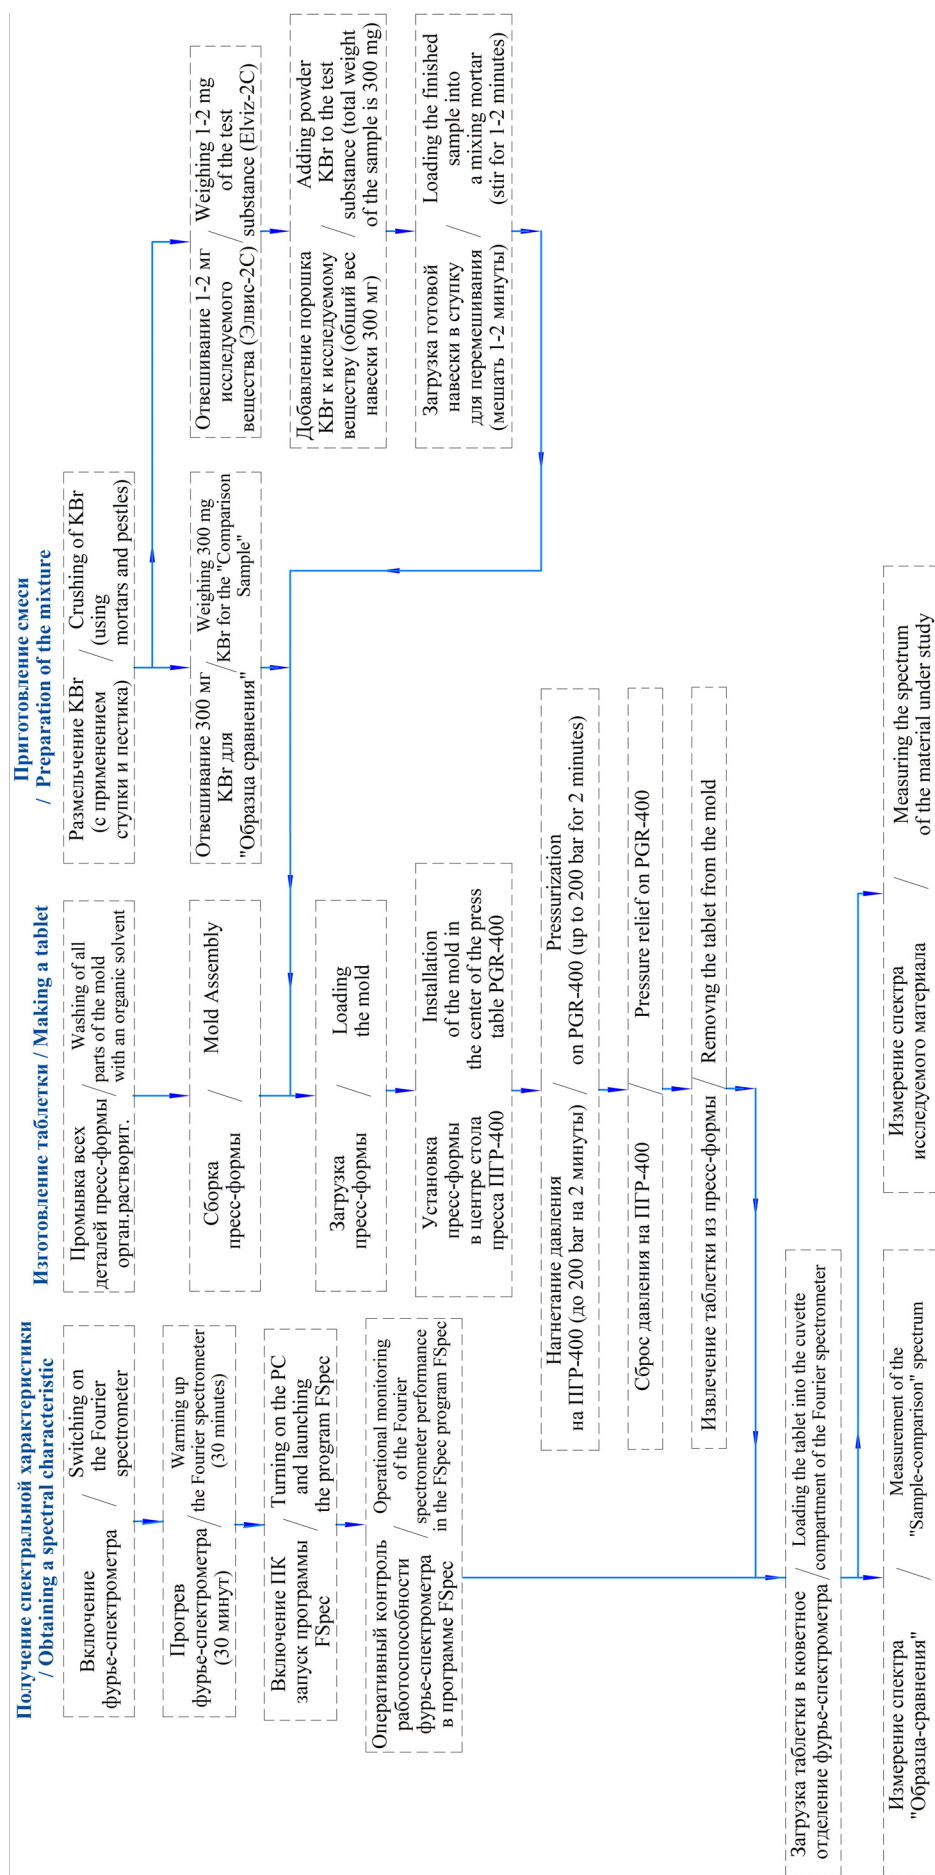 Получение спектральной характеристики
/ Obtaining a spectral characteristic
Включение
фурье-спектрометра
/
Switching on
the Fourier
spectrometer
Прогрев
фурье-спектрометра
(30 минут)
/
Warming up
the Fourier spectrometer
(30 minutes)
Включение ПК
запуск программы
FSpec
/
Turning on the PC
and launching
the program FSpec
Оперативный контроль
работоспособности
фурье-спектрометра
в программе FSpec
/
Operational monitoring
of the Fourier
spectrometer performance
in the FSpec program FSpec
Изготовление таблетки / Making a tablet
Промывка всех
деталей пресс-формы
орган.растворит.
/
Washing of all
parts of the mold
with an organic solvent
Сборка
пресс-формы
/
Mold Assembly
Загрузка
пресс-формы
/
Loading
the mold
Установка
пресс-формы
в центре стола
пресса ПГР-400
/
Installation
of the mold in
the center of the press
table PGR-400
Нагнетание давления
на ПГР-400 (до 200 bar на 2 минуты)
/
Pressurization
on PGR-400 (up to 200 bar for 2 minutes)
Сброс давления на ПГР-400
/
Pressure relief on PGR-400
Извлечение таблетки из пресс-формы
/
Removng the tablet from the mold
Приготовление смеси
/ Preparation of the mixture
Размельчение KBr
(с применением
ступки и пестика)
/
Crushing of KBr
(using
mortars and pestles)
Отвешивание 300 мг
KBr для
"Образца сравнения"
/
Weighing 300 mg
KBr for the "Comparison
Sample"
Отвешивание 1-2 мг
исследуемого
вещества (Элвис-2С)
/
Weighing 1-2 mg
of the test
substance (Elviz-2C)
Добавление порошка
KBr к исследуемому
веществу (общий вес
навески 300 мг)
/
Adding powder
KBr to the test
substance (total weight
of the sample is 300 mg)
Загрузка готовой
навески в ступку
для перемешивания
(мешать 1-2 минуты)
/
Loading the finished
sample into
a mixing mortar
(stir for 1-2 minutes)
Загрузка таблетки в кюветное
отделение фурье-спектрометра
/
Loading the tablet into the cuvette
compartment of the Fourier spectrometer
Измерение спектра
"Образца-сравнения"
/
Measurement of the
"Sample-comparison" spectrum
Измерение спектра
исследуемого материала
/
Measuring the spectrum
of the material under study